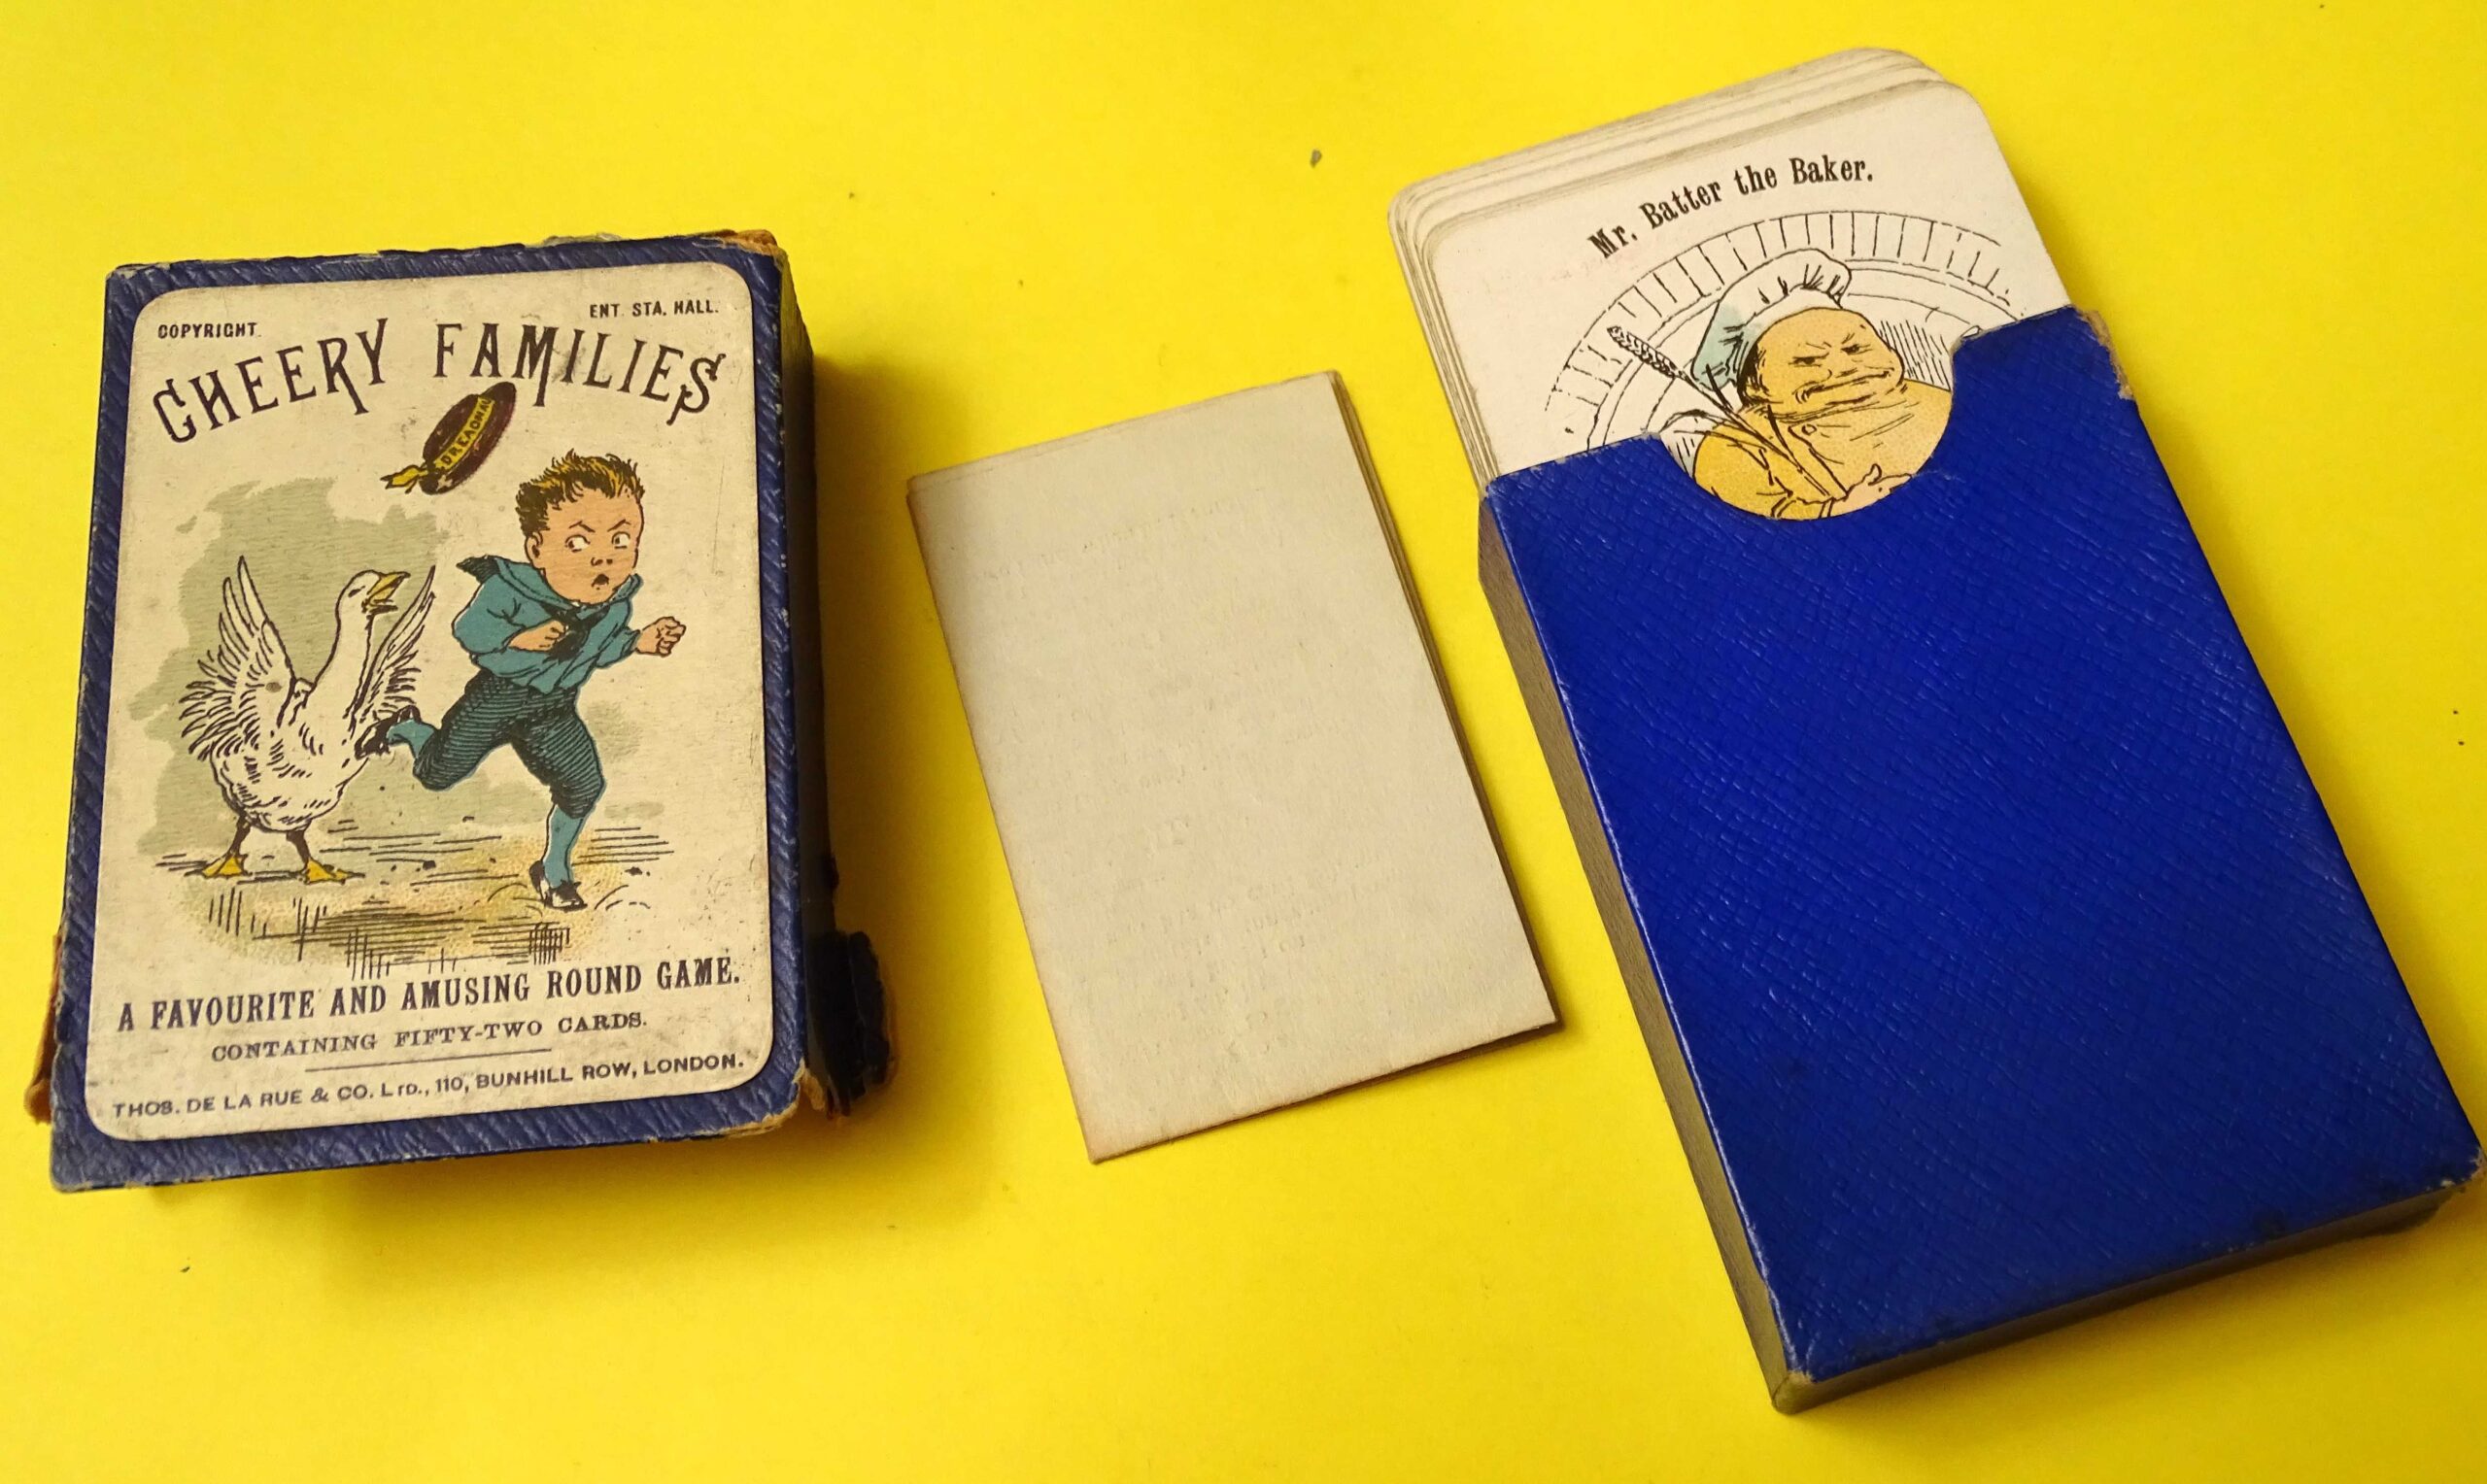 COPYRIGHT.
ENT. STA. HALL.
CHEERY FAMILIES
A FAVOURITE AND AMUSING ROUND GAME.
CONTAINING FIFTY-TWO CARDS.
THOS. DE LA RUE & CO. LTD., 110, BUNHILL ROW, LONDON.
Mr. Batter the Baker.